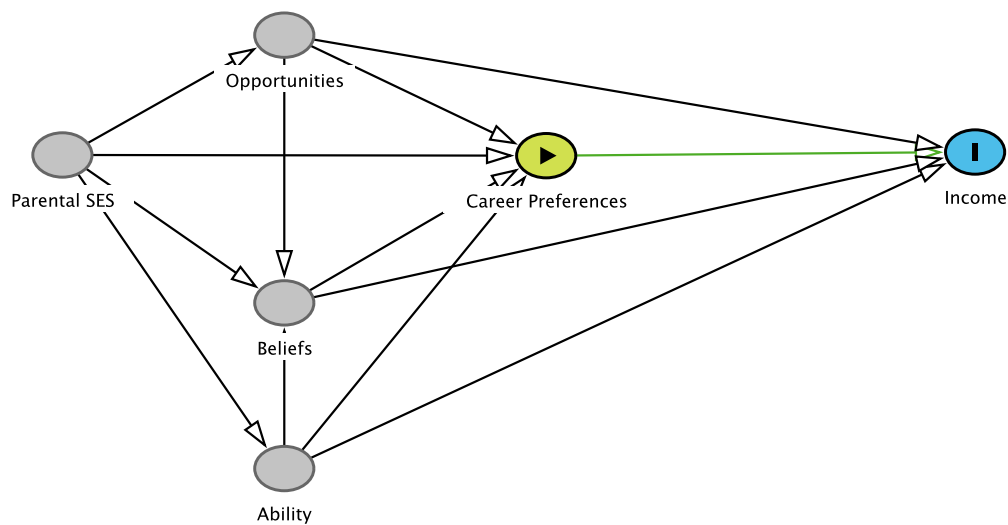 Opportunities
Parental SES
Career Preferences
Income
Beliefs
Ability